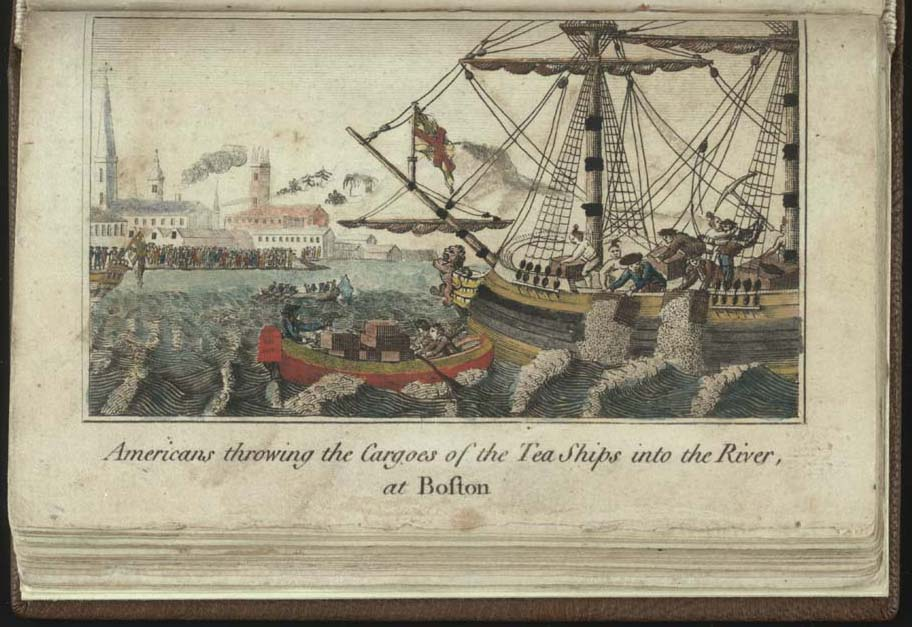 Americans throwing the Cargoes of the Tea Ships into the River,
at Boſton